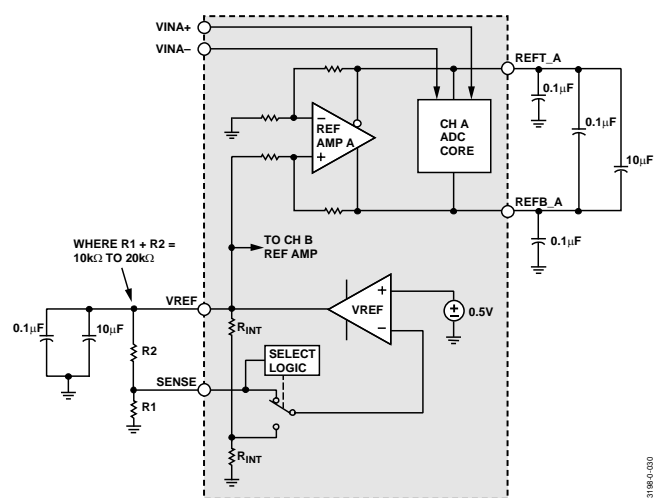 VINA+
VINA–
REFT_A
0.1µF
0.1µF
10µF
REF
AMP A
–
+
CH A
ADC
CORE
REFB_A
0.1µF
WHERE R1 + R2 =
10kΩ TO 20kΩ
TO CH B
REF AMP
VREF
VREF
+
–
0.5V
0.1µF
10µF
R2
RINT
SELECT
LOGIC
SENSE
R1
RINT
3198-0-030